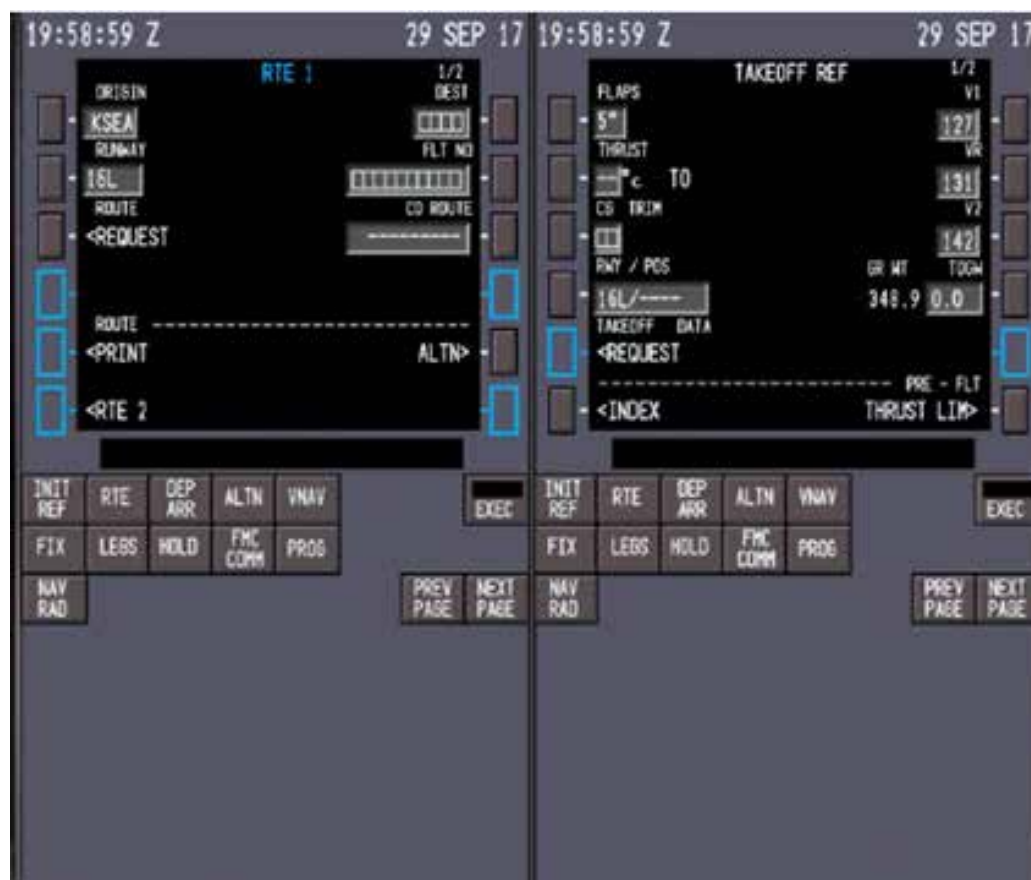 19:58:59 Z 29 SEP 17
RTE 1 1/2
ORIGIN DEST
KSEA
RUNWAY FLT NO
16L
ROUTE CO ROUTE
<REQUEST ---------
ROUTE
<PRINT ALTN>
<RTE 2
INIT REF RTE DEP ARR ALTN VNAV EXEC
FIX LEGS HOLD FMC COMM PROG
NAV RAD PREV PAGE NEXT PAGE
19:58:59 Z 29 SEP 17
TAKEOFF REF 1/2
FLAPS V1
5° 127
THRUST VR
--°C TO 131
CG TRIM V2
142
RWY / POS GR WT TOGW
16L/---- 348.9 0.0
TAKEOFF DATA
<REQUEST
PRE - FLT
<INDEX THRUST LIM>
INIT REF RTE DEP ARR ALTN VNAV EXEC
FIX LEGS HOLD FMC COMM PROG
NAV RAD PREV PAGE NEXT PAGE